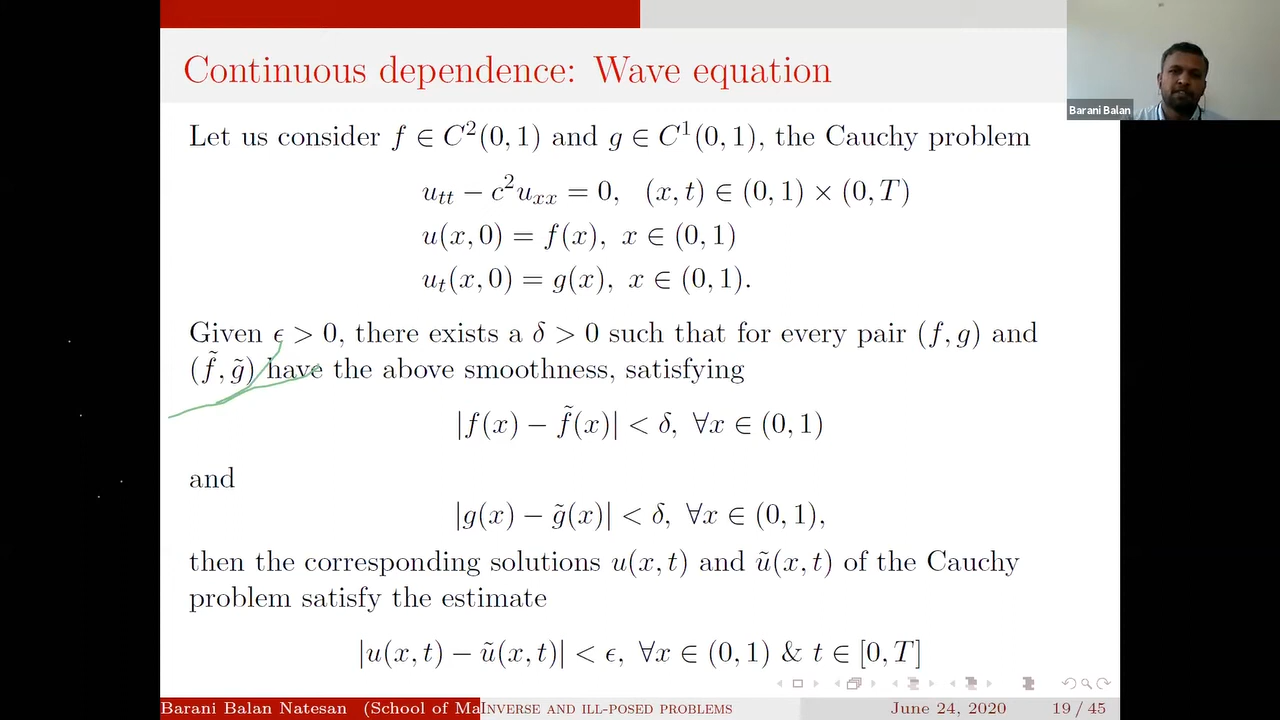 Continuous dependence: Wave equation
Barani Balan
Let us consider f ∈ C²(0, 1) and g ∈ C¹(0, 1), the Cauchy problem
u_tt − c²u_xx = 0, (x, t) ∈ (0, 1) × (0, T)
u(x, 0) = f(x), x ∈ (0, 1)
u_t(x, 0) = g(x), x ∈ (0, 1).
Given ϵ > 0, there exists a δ > 0 such that for every pair (f, g) and
(f̃, g̃) have the above smoothness, satisfying
|f(x) − f̃(x)| < δ, ∀x ∈ (0, 1)
and
|g(x) − g̃(x)| < δ, ∀x ∈ (0, 1),
then the corresponding solutions u(x, t) and ũ(x, t) of the Cauchy
problem satisfy the estimate
|u(x, t) − ũ(x, t)| < ϵ, ∀x ∈ (0, 1) & t ∈ [0, T]
Barani Balan Natesan (School of Ma Inverse and ill-posed problems June 24, 2020 19 / 45